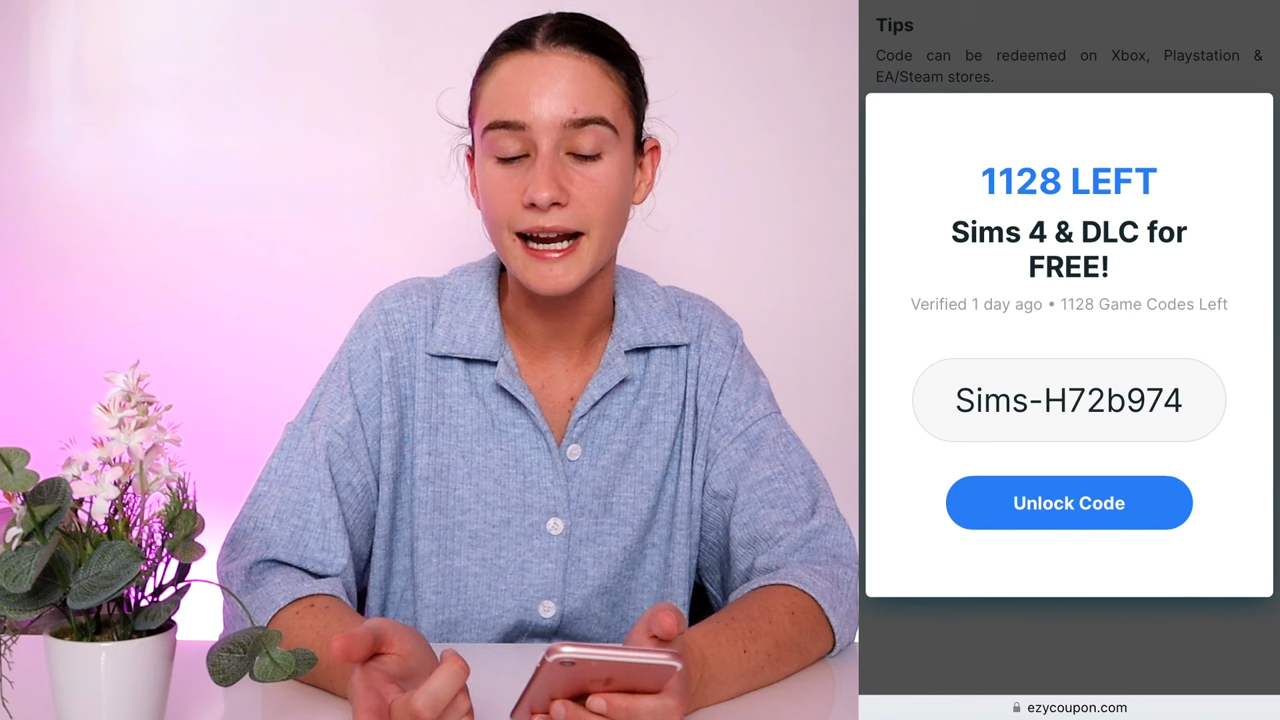 Tips
Code can be redeemed on Xbox, Playstation &
EA/Steam stores.
1128 LEFT
Sims 4 & DLC for
FREE!
Verified 1 day ago • 1128 Game Codes Left
Sims-H72b974
Unlock Code
ezycoupon.com